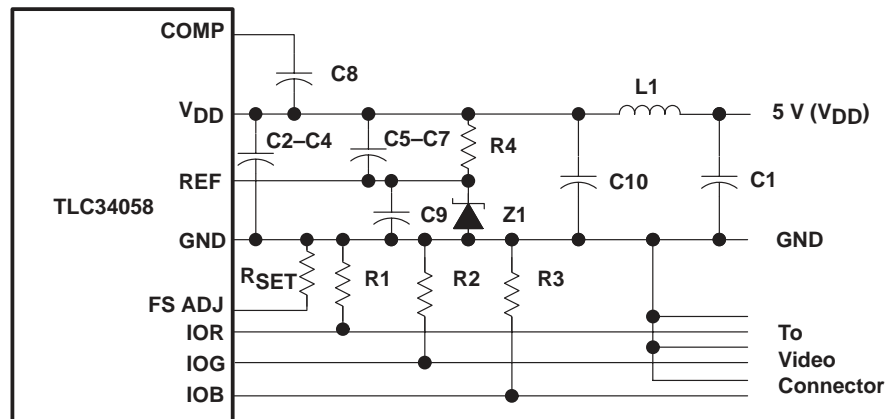 COMP
C8
L1
VDD
5 V (VDD)
C2–C4
C5–C7
R4
REF
C10
C1
TLC34058
C9
Z1
GND
GND
RSET
R1
R2
R3
FS ADJ
IOR
To
IOG
Video
IOB
Connector